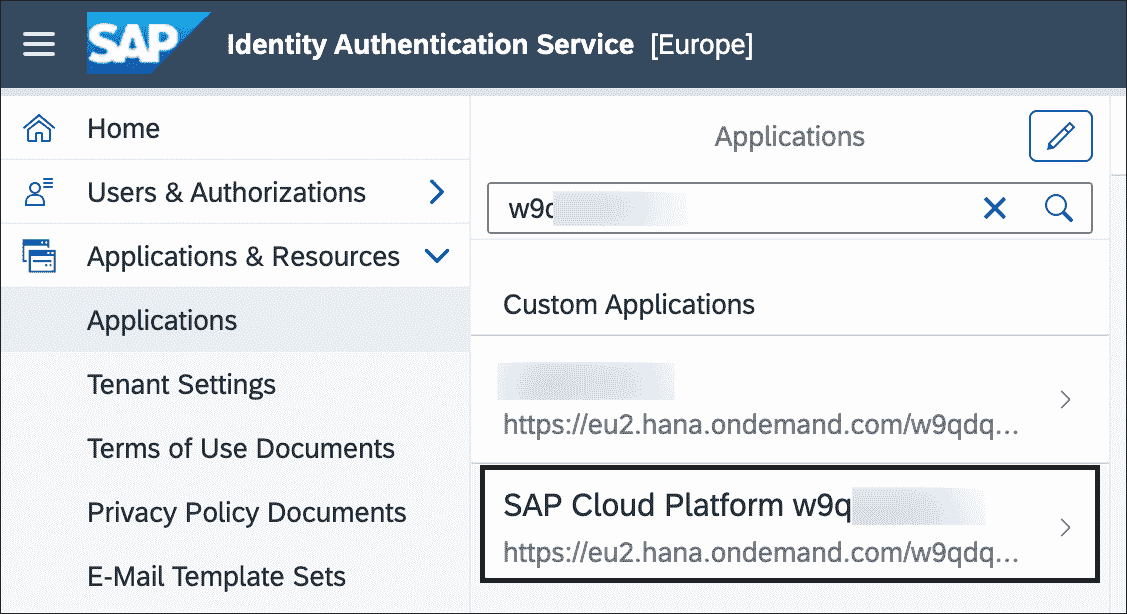 SAP Identity Authentication Service [Europe]
Home
Users & Authorizations
Applications & Resources
Applications
Tenant Settings
Terms of Use Documents
Privacy Policy Documents
E-Mail Template Sets
Applications
w9q
Custom Applications
https://eu2.hana.ondemand.com/w9qdq...
SAP Cloud Platform w9q
https://eu2.hana.ondemand.com/w9qdq...